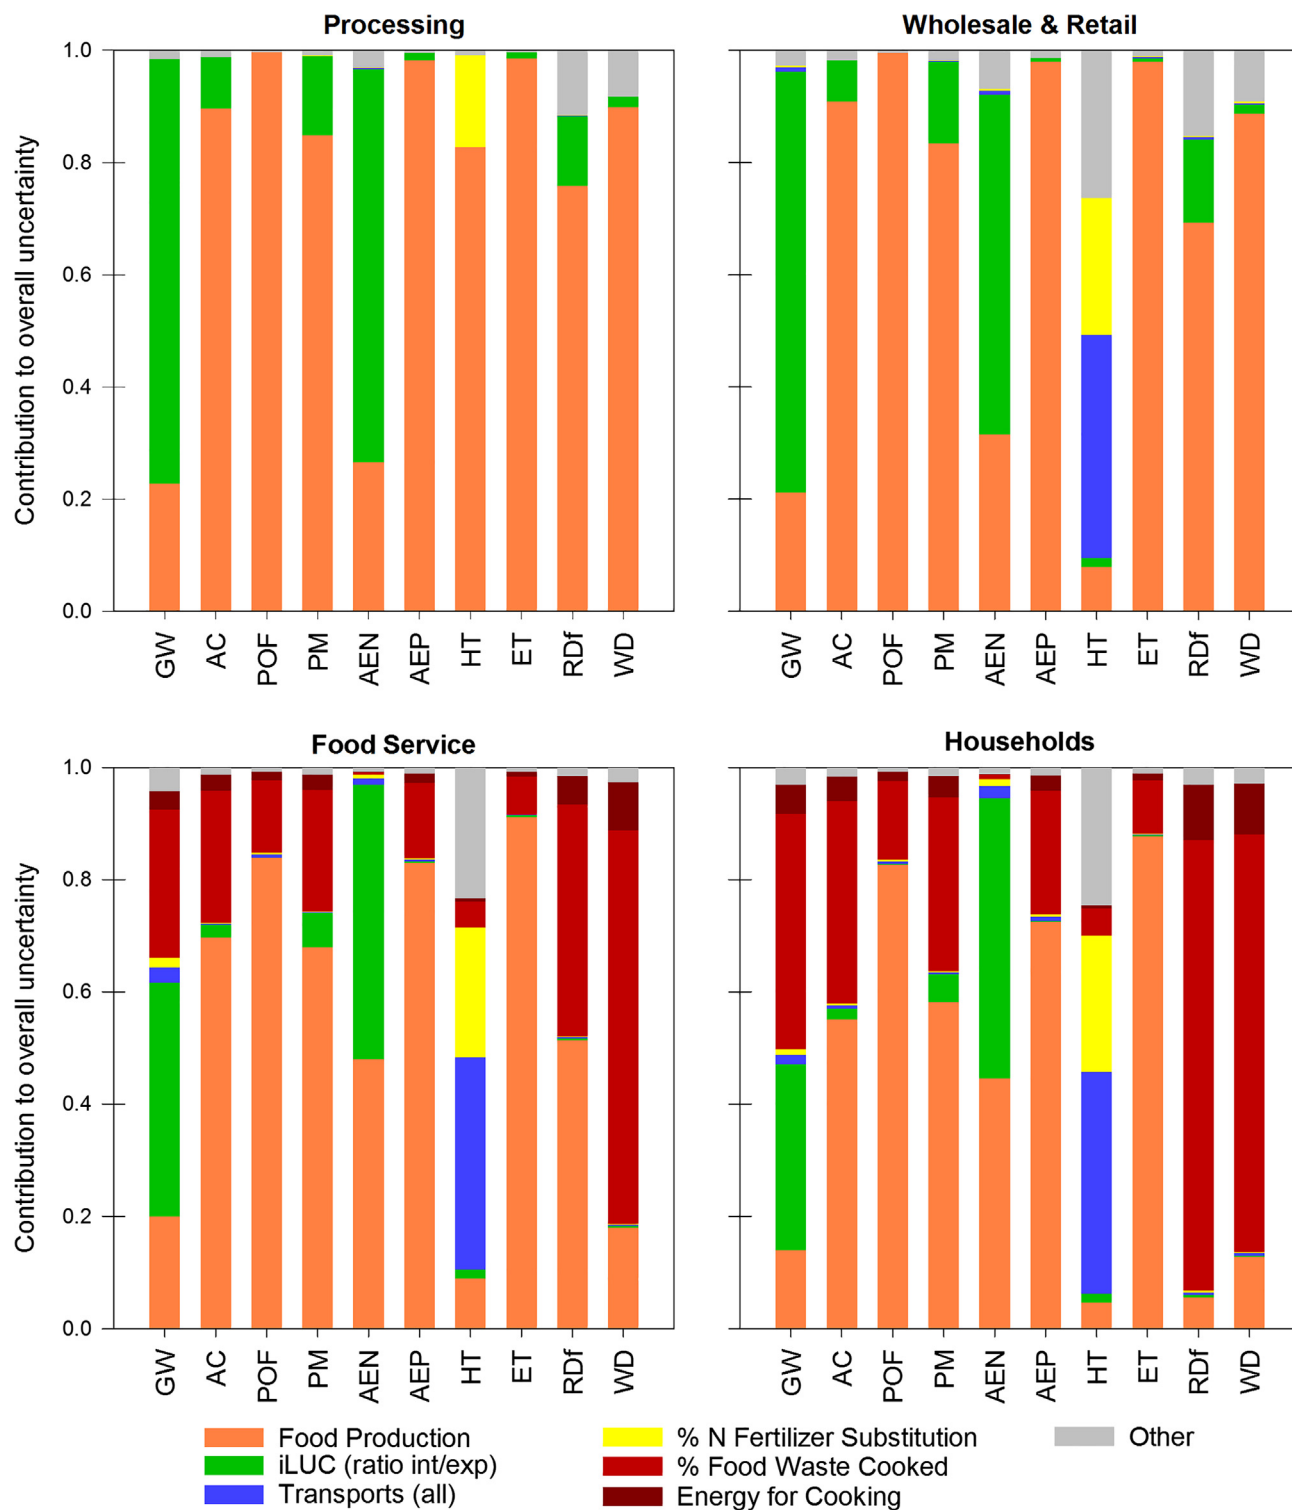 Processing
Wholesale & Retail
Contribution to overall uncertainty
1.0
0.8
0.6
0.4
0.2
0.0
GW
AC
POF
PM
AEN
AEP
HT
ET
RDf
WD
GW
AC
POF
PM
AEN
AEP
HT
ET
RDf
WD
Food Service
Households
Contribution to overall uncertainty
1.0
0.8
0.6
0.4
0.2
0.0
GW
AC
POF
PM
AEN
AEP
HT
ET
RDf
WD
GW
AC
POF
PM
AEN
AEP
HT
ET
RDf
WD
Food Production
iLUC (ratio int/exp)
Transports (all)
% N Fertilizer Substitution
% Food Waste Cooked
Energy for Cooking
Other